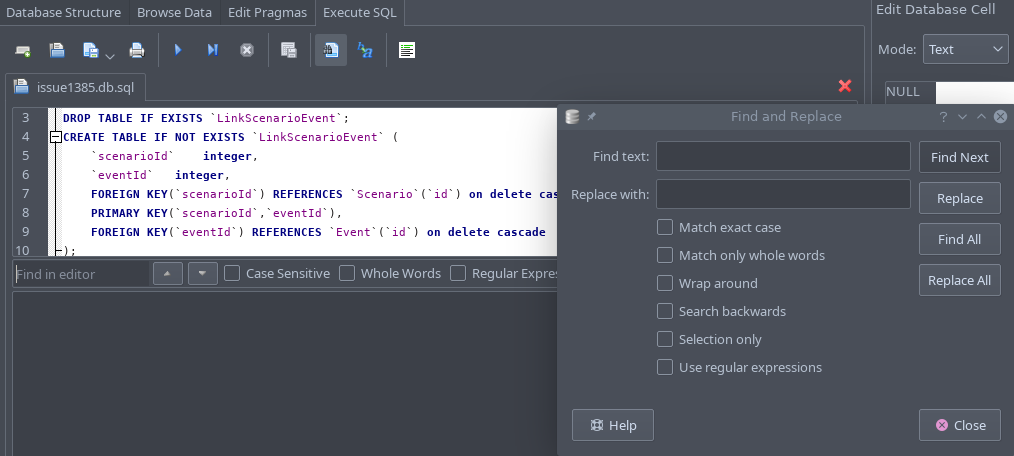 Database Structure Browse Data Edit Pragmas Execute SQL
Edit Database Cell
Mode: Text
issue1385.db.sql
NULL
3 DROP TABLE IF EXISTS `LinkScenarioEvent`;
4 CREATE TABLE IF NOT EXISTS `LinkScenarioEvent` (
5 `scenarioId` integer,
6 `eventId` integer,
7 FOREIGN KEY(`scenarioId`) REFERENCES `Scenario`(`id`) on delete cas
8 PRIMARY KEY(`scenarioId`,`eventId`),
9 FOREIGN KEY(`eventId`) REFERENCES `Event`(`id`) on delete cascade
10 );
Find in editor Case Sensitive Whole Words Regular Expres
Find and Replace
Find text: Find Next
Replace with: Replace
Match exact case
Find All
Match only whole words
Wrap around
Replace All
Search backwards
Selection only
Use regular expressions
Help Close